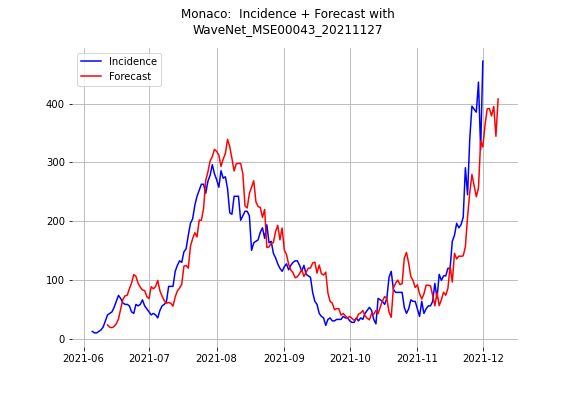 Monaco:  Incidence + Forecast with
WaveNet_MSE00043_20211127
Incidence
Forecast
400
300
200
100
0
2021-06 2021-07 2021-08 2021-09 2021-10 2021-11 2021-12